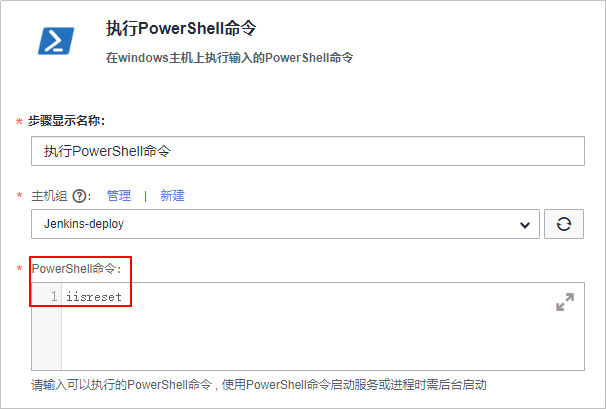 执行PowerShell命令
在windows主机上执行输入的PowerShell命令
* 步骤显示名称:
执行PowerShell命令
* 主机组 ?: 管理 | 新建
Jenkins-deploy
* PowerShell命令:
1 iisreset
请输入可以执行的PowerShell命令 , 使用PowerShell命令启动服务或进程时需后台启动